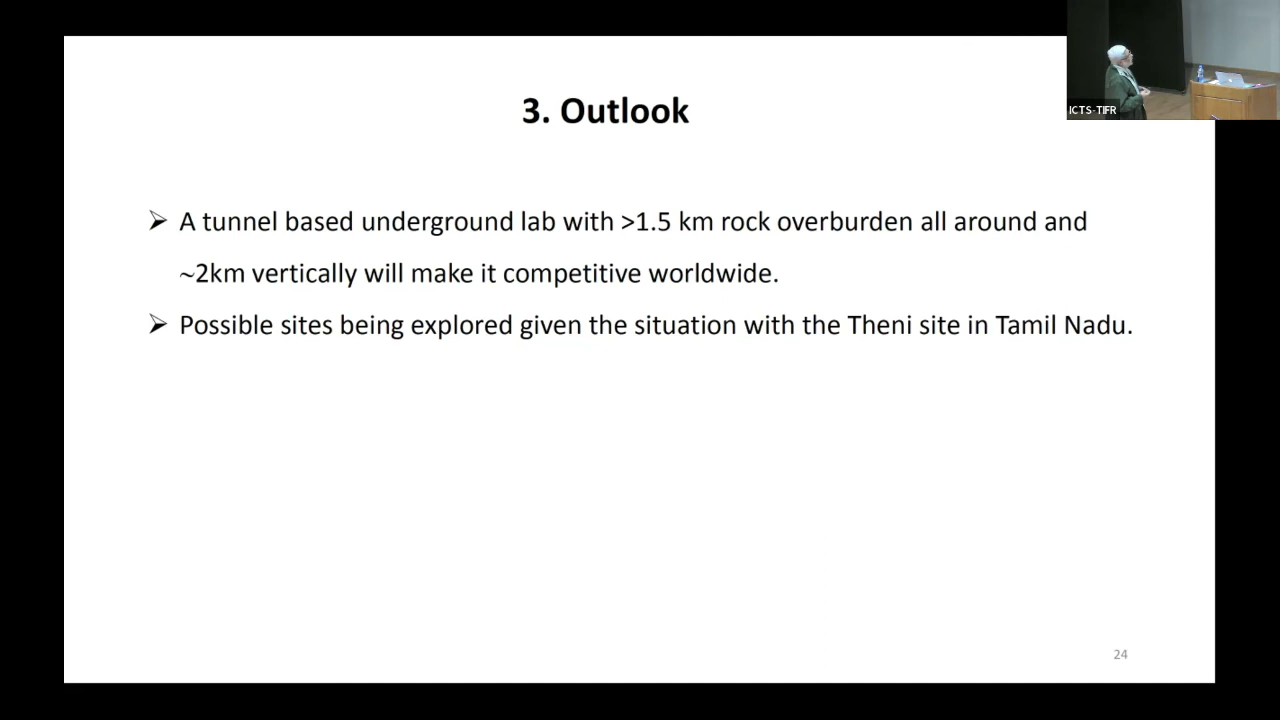 ICTS-TIFR
3. Outlook
➢ A tunnel based underground lab with >1.5 km rock overburden all around and
~2km vertically will make it competitive worldwide.
➢ Possible sites being explored given the situation with the Theni site in Tamil Nadu.
24